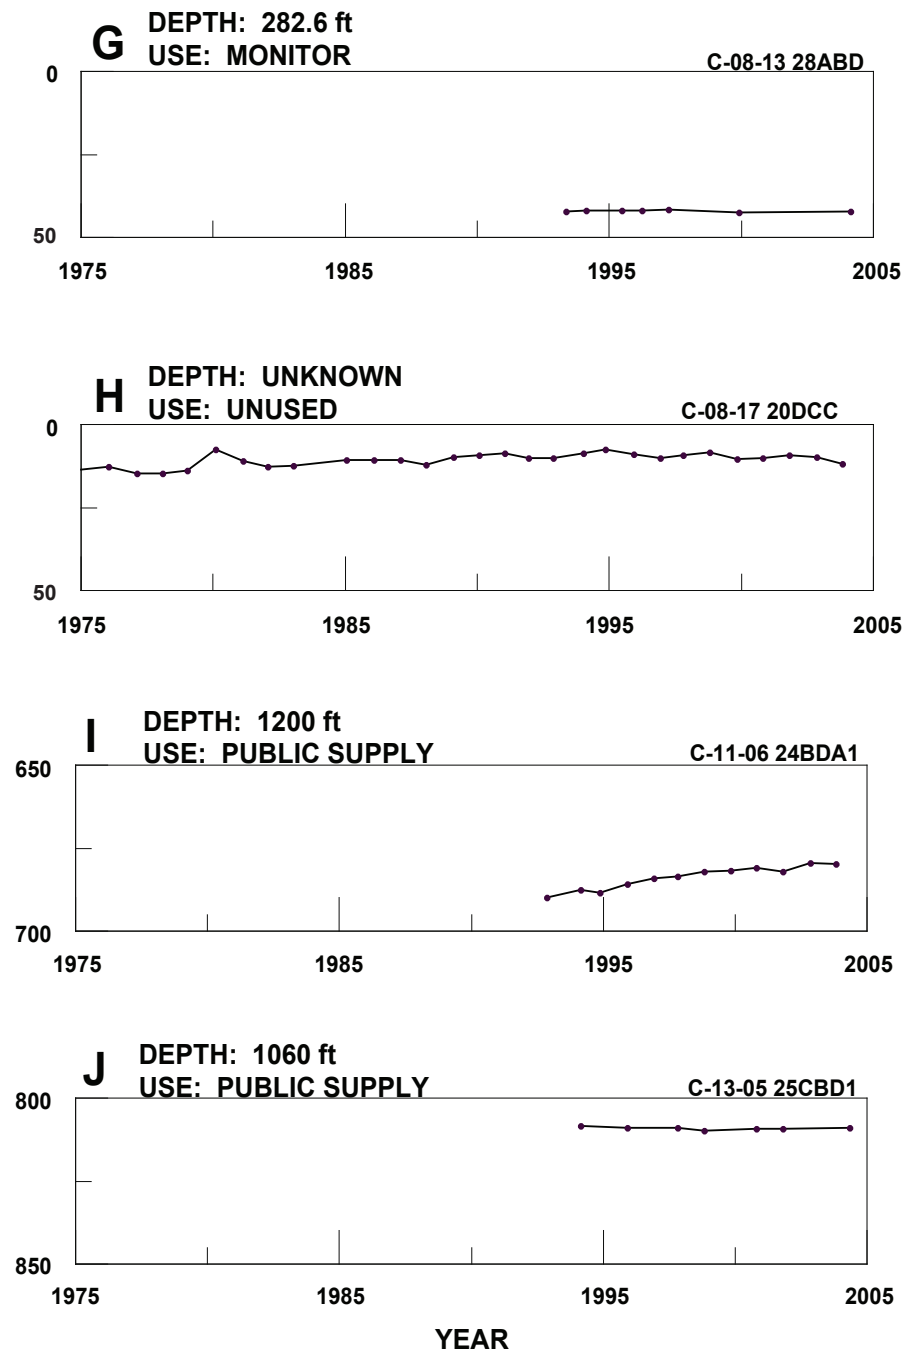 G
DEPTH: 282.6 ft
USE: MONITOR
C-08-13 28ABD
0
50
1975 1985 1995 2005
H
DEPTH: UNKNOWN
USE: UNUSED
C-08-17 20DCC
0
50
1975 1985 1995 2005
I
DEPTH: 1200 ft
USE: PUBLIC SUPPLY
C-11-06 24BDA1
650
700
1975 1985 1995 2005
J
DEPTH: 1060 ft
USE: PUBLIC SUPPLY
C-13-05 25CBD1
800
850
1975 1985 1995 2005
YEAR